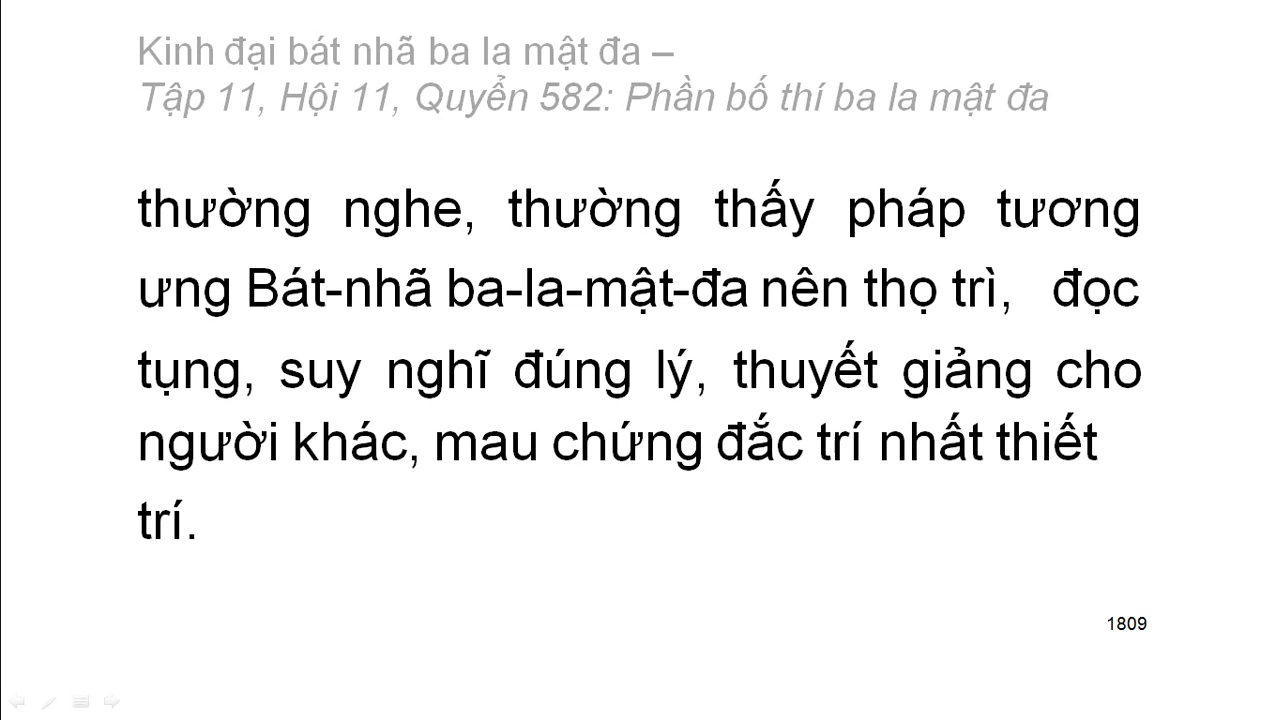 Kinh đại bát nhã ba la mật đa –
Tập 11, Hội 11, Quyển 582: Phần bố thí ba la mật đa
thường nghe, thường thấy pháp tương
ưng Bát-nhã ba-la-mật-đa nên thọ trì, đọc
tụng, suy nghĩ đúng lý, thuyết giảng cho
người khác, mau chứng đắc trí nhất thiết
trí.
1809